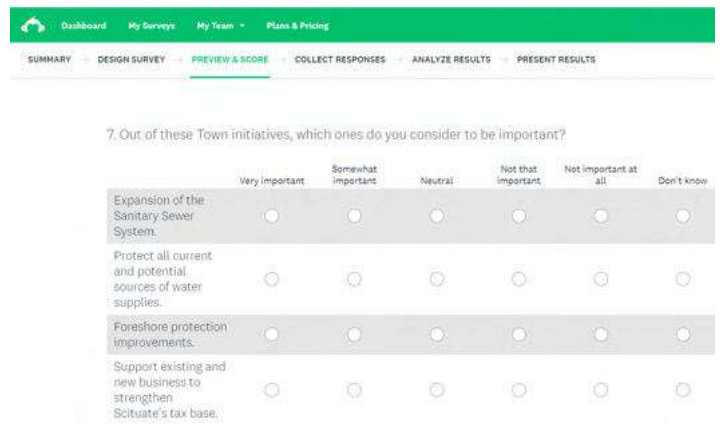 Dashboard My Surveys My Team Plans & Pricing
SUMMARY DESIGN SURVEY PREVIEW & SCORE COLLECT RESPONSES ANALYZE RESULTS PRESENT RESULTS
7. Out of these Town initiatives, which ones do you consider to be important?
Very important Somewhat important Neutral Not that important Not important at all Don't know
Expansion of the
Sanitary Sewer
System.
Protect all current
and potential
sources of water
supplies.
Foreshore protection
improvements.
Support existing and
new business to
strengthen
Scituate's tax base.